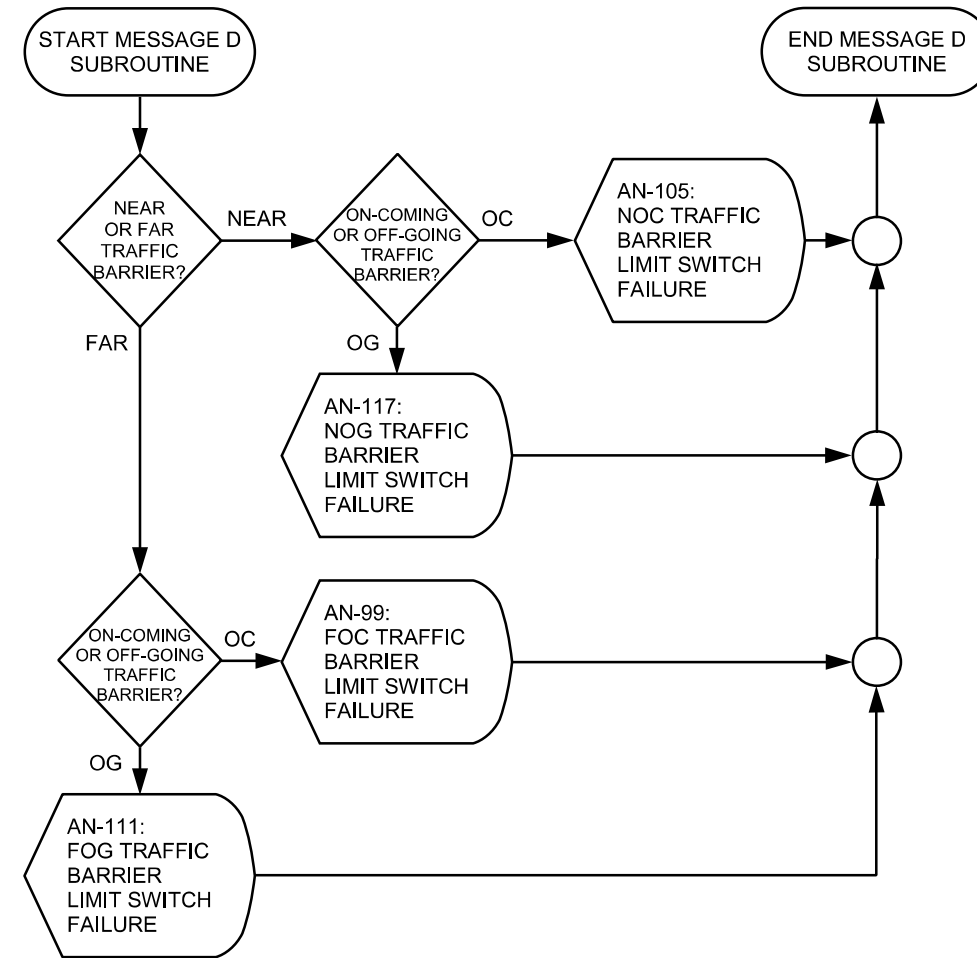 START MESSAGE D
SUBROUTINE
END MESSAGE D
SUBROUTINE
NEAR
OR FAR
TRAFFIC
BARRIER?
NEAR
ON-COMING
OR OFF-GOING
TRAFFIC
BARRIER?
OC
AN-105:
NOC TRAFFIC
BARRIER
LIMIT SWITCH
FAILURE
FAR
OG
AN-117:
NOG TRAFFIC
BARRIER
LIMIT SWITCH
FAILURE
ON-COMING
OR OFF-GOING
TRAFFIC
BARRIER?
OC
AN-99:
FOC TRAFFIC
BARRIER
LIMIT SWITCH
FAILURE
OG
AN-111:
FOG TRAFFIC
BARRIER
LIMIT SWITCH
FAILURE